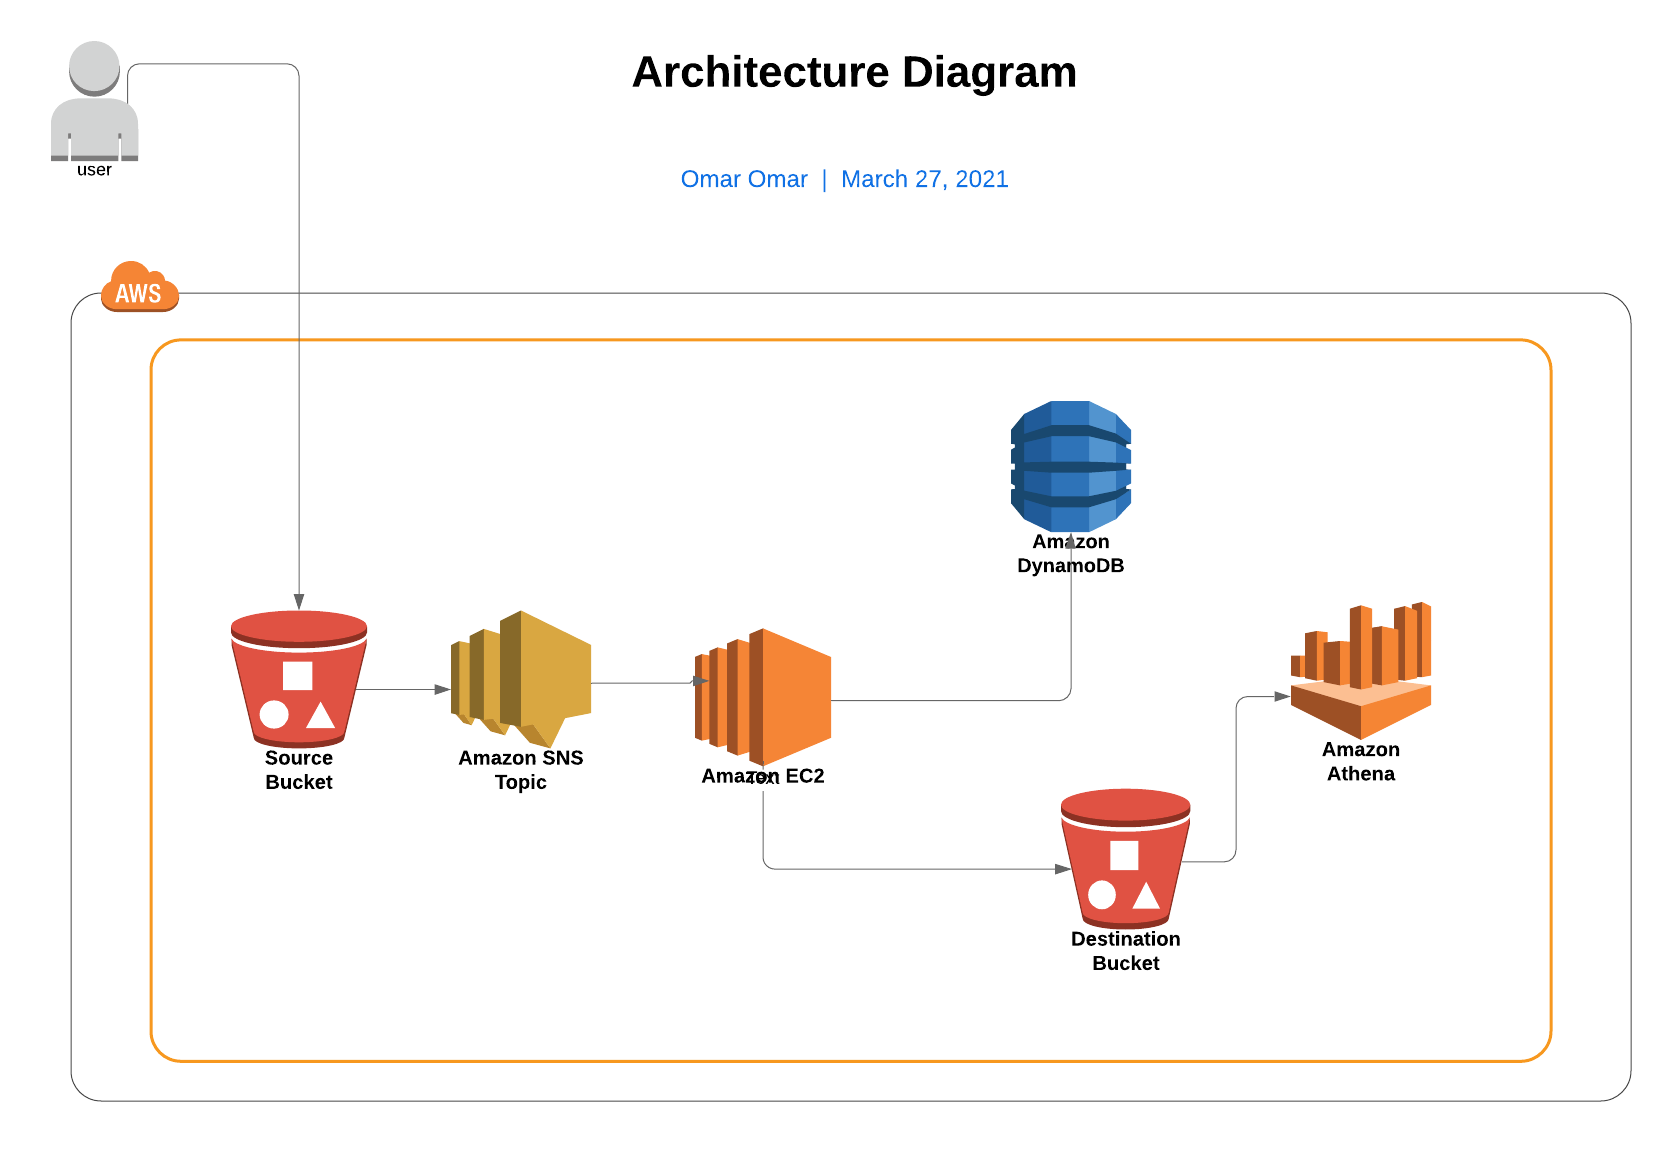 Architecture Diagram
user
Omar Omar | March 27, 2021
AWS
Amazon
DynamoDB
Source
Bucket
Amazon SNS
Topic
Amazon EC2
Text
Amazon
Athena
Destination
Bucket